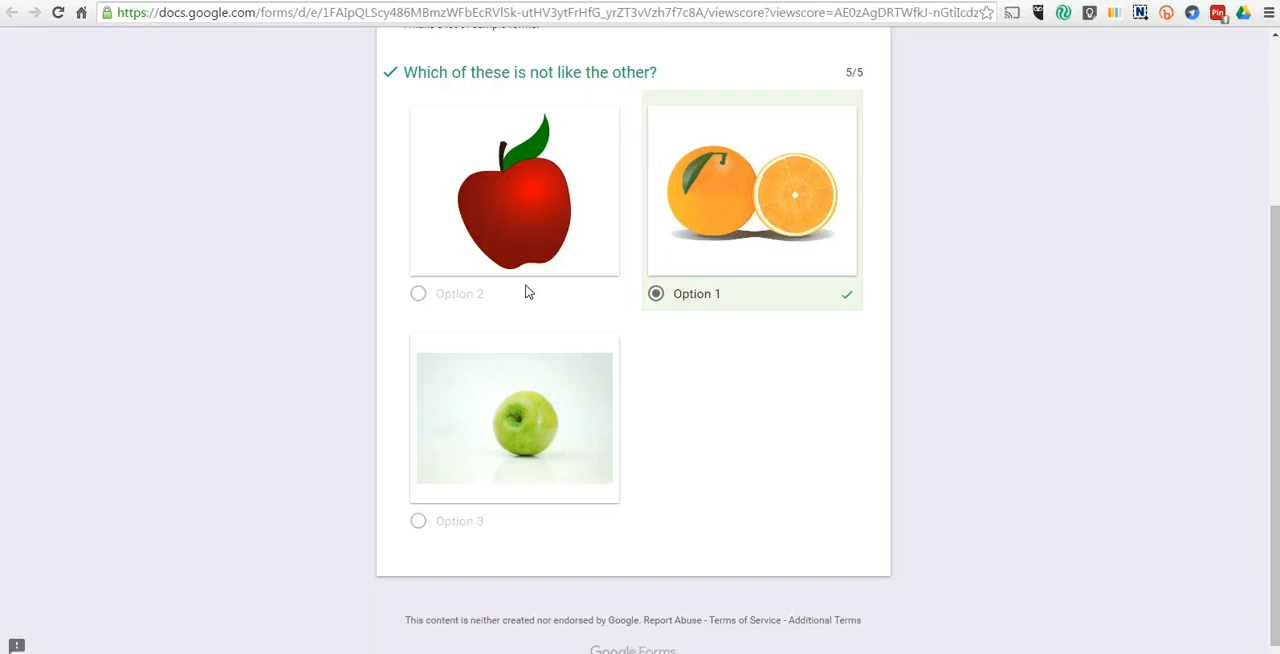 https://docs.google.com/forms/d/e/1FAIpQLScy486MBmzWFbEcRVlSk-utHV3ytFrHfG_yrZT3vVzh7f7c8A/viewscore?viewscore=AE0zAgDRTWfkJ-nGtiIcdz
Which of these is not like the other? 5/5
Option 2
Option 1
Option 3
This content is neither created nor endorsed by Google. Report Abuse - Terms of Service - Additional Terms
Google Forms